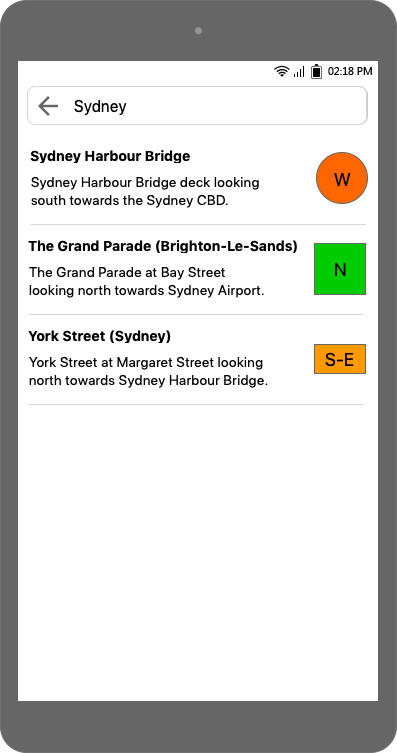 02:18 PM
Sydney
Sydney Harbour Bridge
Sydney Harbour Bridge deck looking
south towards the Sydney CBD.
W
The Grand Parade (Brighton-Le-Sands)
The Grand Parade at Bay Street
looking north towards Sydney Airport.
N
York Street (Sydney)
York Street at Margaret Street looking
north towards Sydney Harbour Bridge.
S-E